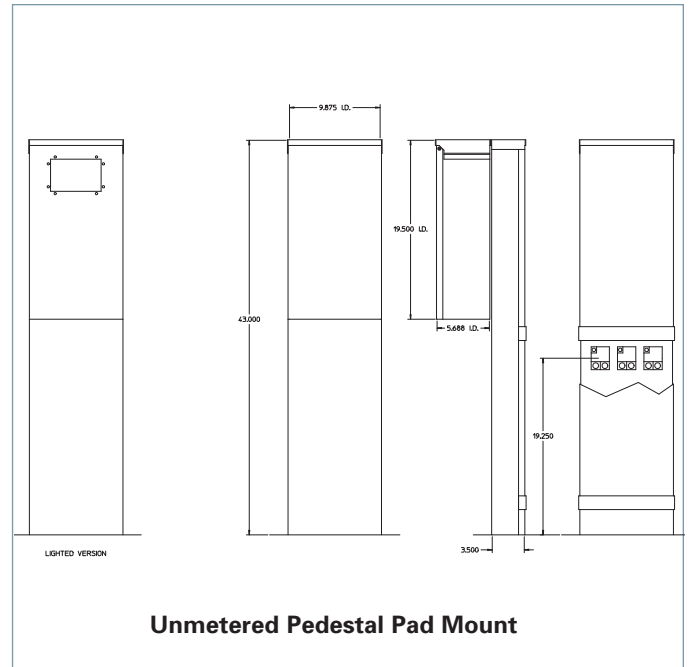 9.875 I.D.
19.500 I.D.
43.000
5.688 I.D.
19.250
3.500
LIGHTED VERSION
Unmetered Pedestal Pad Mount